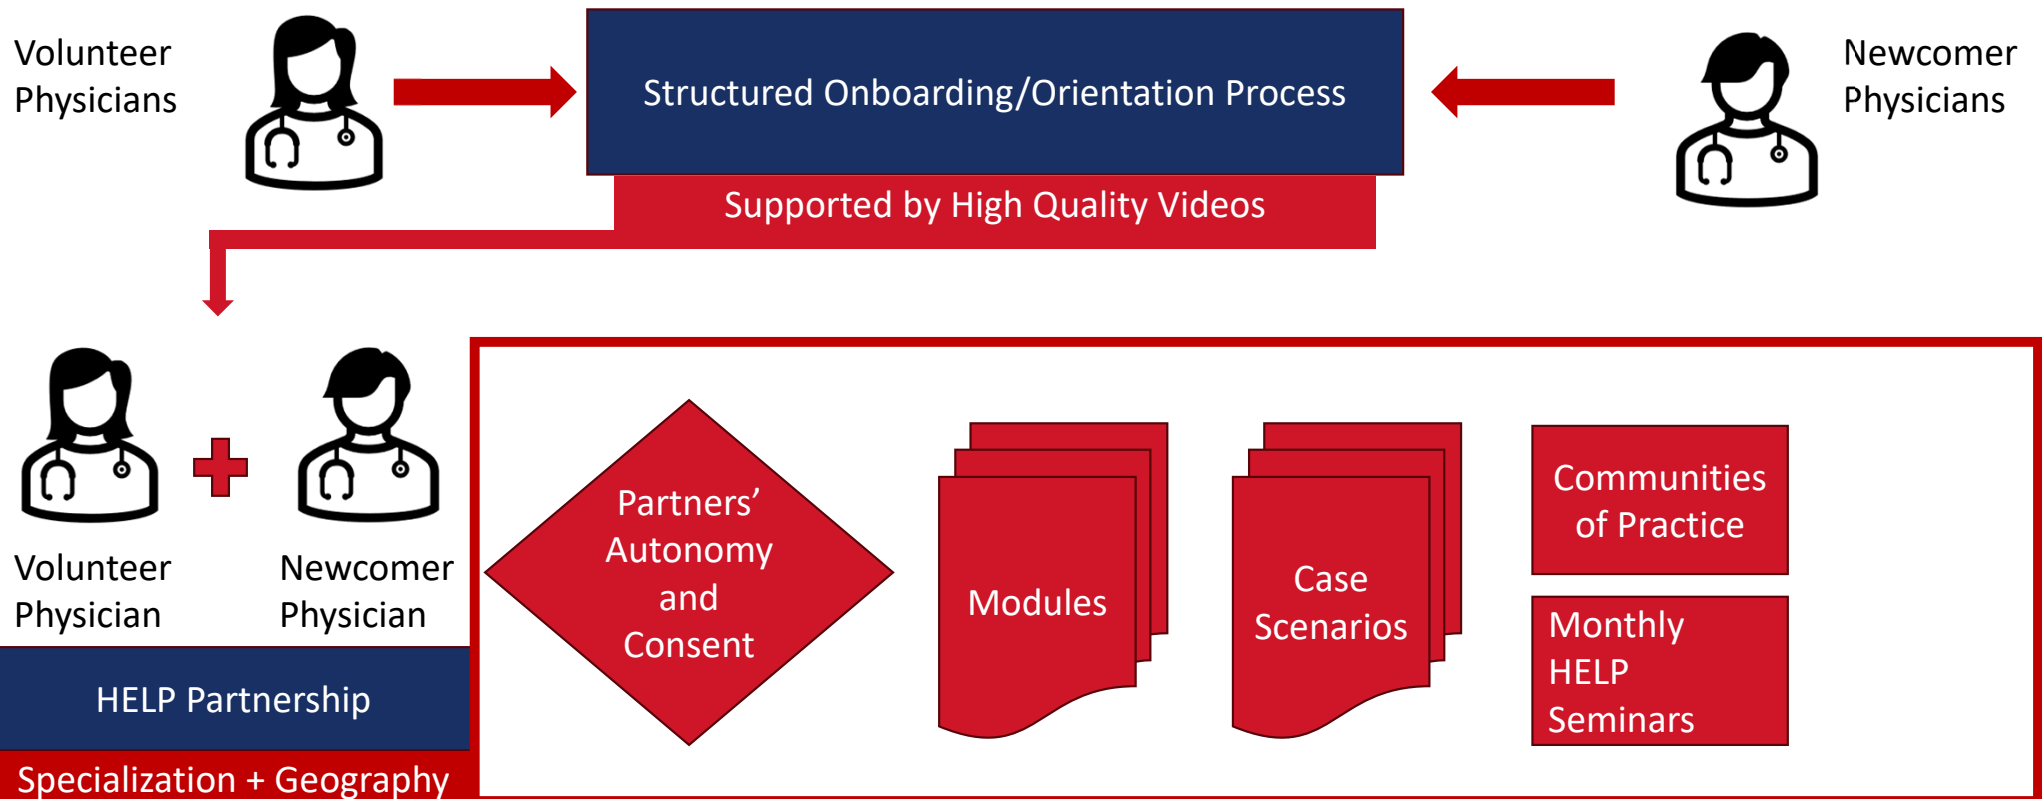 Volunteer
Physicians
Structured Onboarding/Orientation Process
Newcomer
Physicians
Supported by High Quality Videos
Volunteer
Physician
Newcomer
Physician
HELP Partnership
Specialization + Geography
Partners’
Autonomy
and
Consent
Modules
Case
Scenarios
Communities
of Practice
Monthly
HELP
Seminars